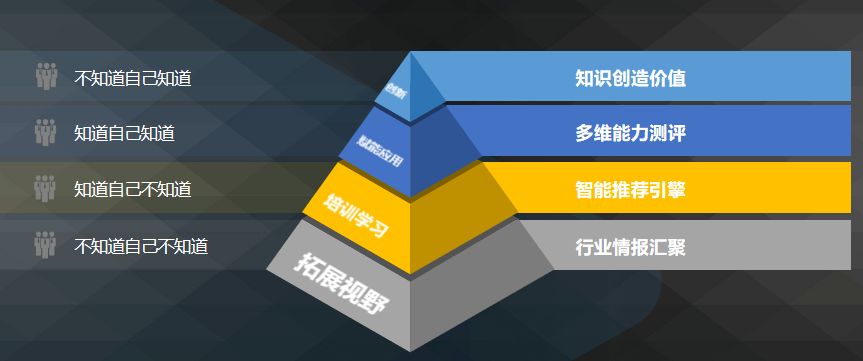 不知道自己知道
创新
知识创造价值
知道自己知道
赋能应用
多维能力测评
知道自己不知道
培训学习
智能推荐引擎
不知道自己不知道
拓展视野
行业情报汇聚